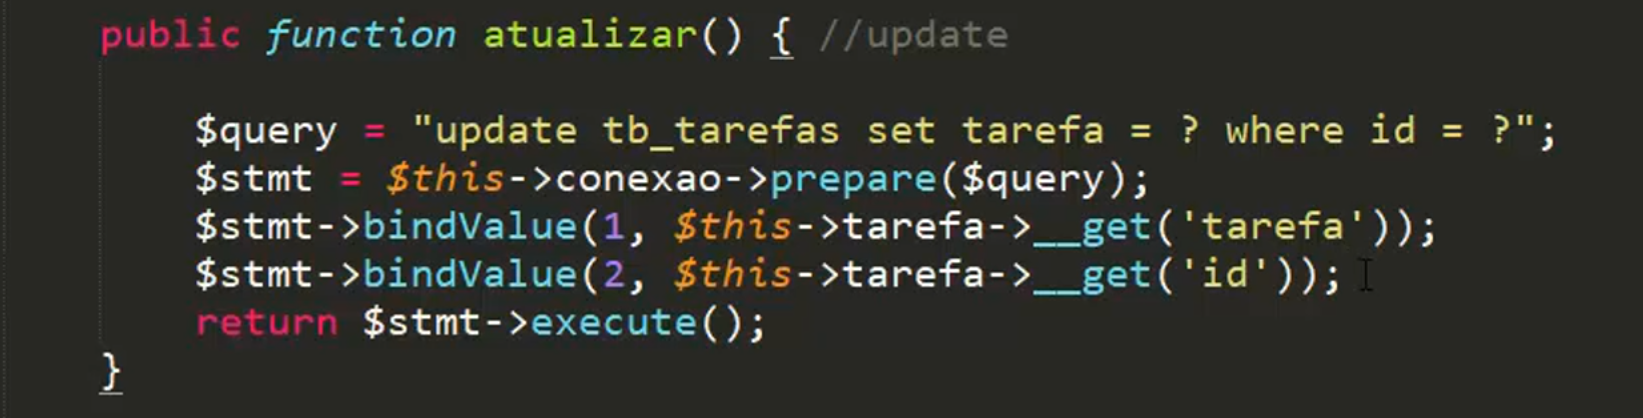 public function atualizar() { //update
$query = "update tb_tarefas set tarefa = ? where id = ?";
$stmt = $this->conexao->prepare($query);
$stmt->bindValue(1, $this->tarefa->__get('tarefa'));
$stmt->bindValue(2, $this->tarefa->__get('id'));
return $stmt->execute();
}